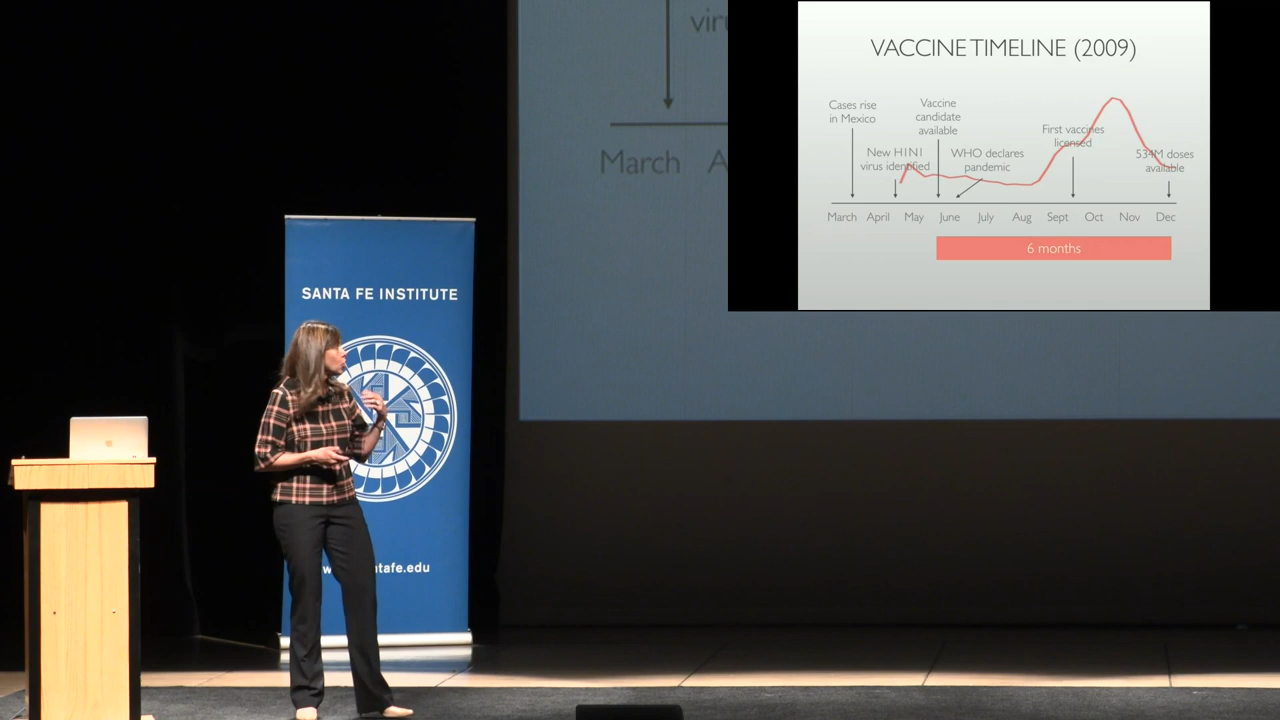 VACCINE TIMELINE (2009)
Cases rise
in Mexico
Vaccine
candidate
available
New H1N1
virus identified
WHO declares
pandemic
First vaccines
licensed
534M doses
available
March April May June July Aug Sept Oct Nov Dec
6 months
March
SANTA FE INSTITUTE